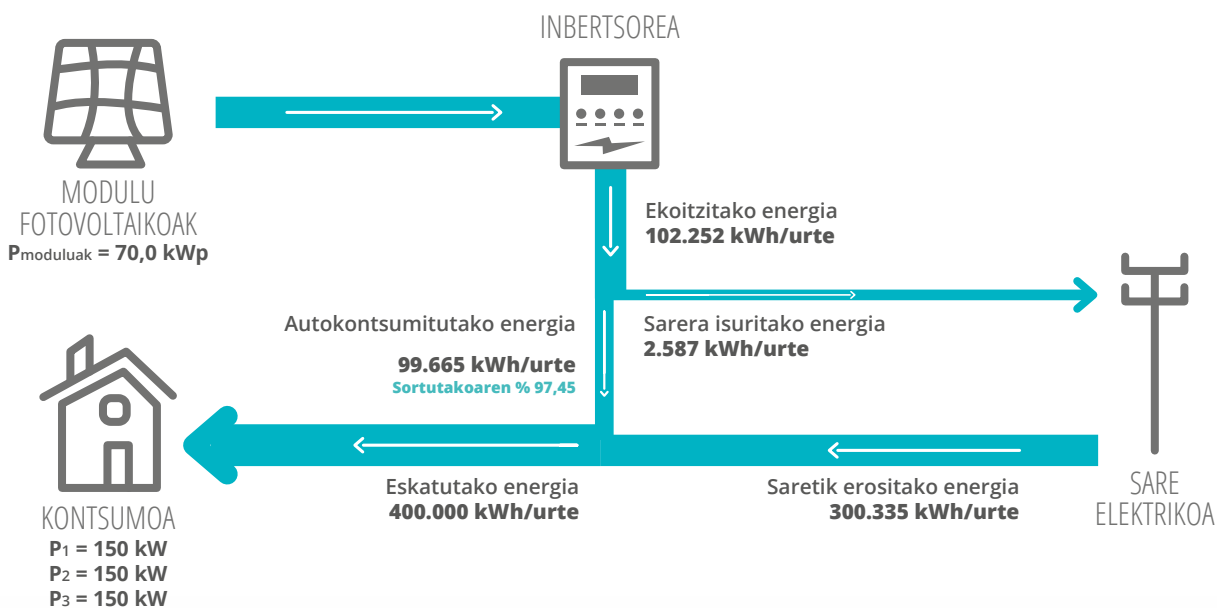 INBERTSOREA
MODULU
FOTOVOLTAIKOAK
Pmoduluak = 70,0 kWp
Ekoitzitako energia
102.252 kWh/urte
Autokontsumitutako energia
99.665 kWh/urte
Sortutakoaren % 97,45
Sarera isuritako energia
2.587 kWh/urte
Eskatutako energia
400.000 kWh/urte
Saretik erositako energia
300.335 kWh/urte
SARE
ELEKTRIKOA
KONTSUMOA
P1 = 150 kW
P2 = 150 kW
P3 = 150 kW